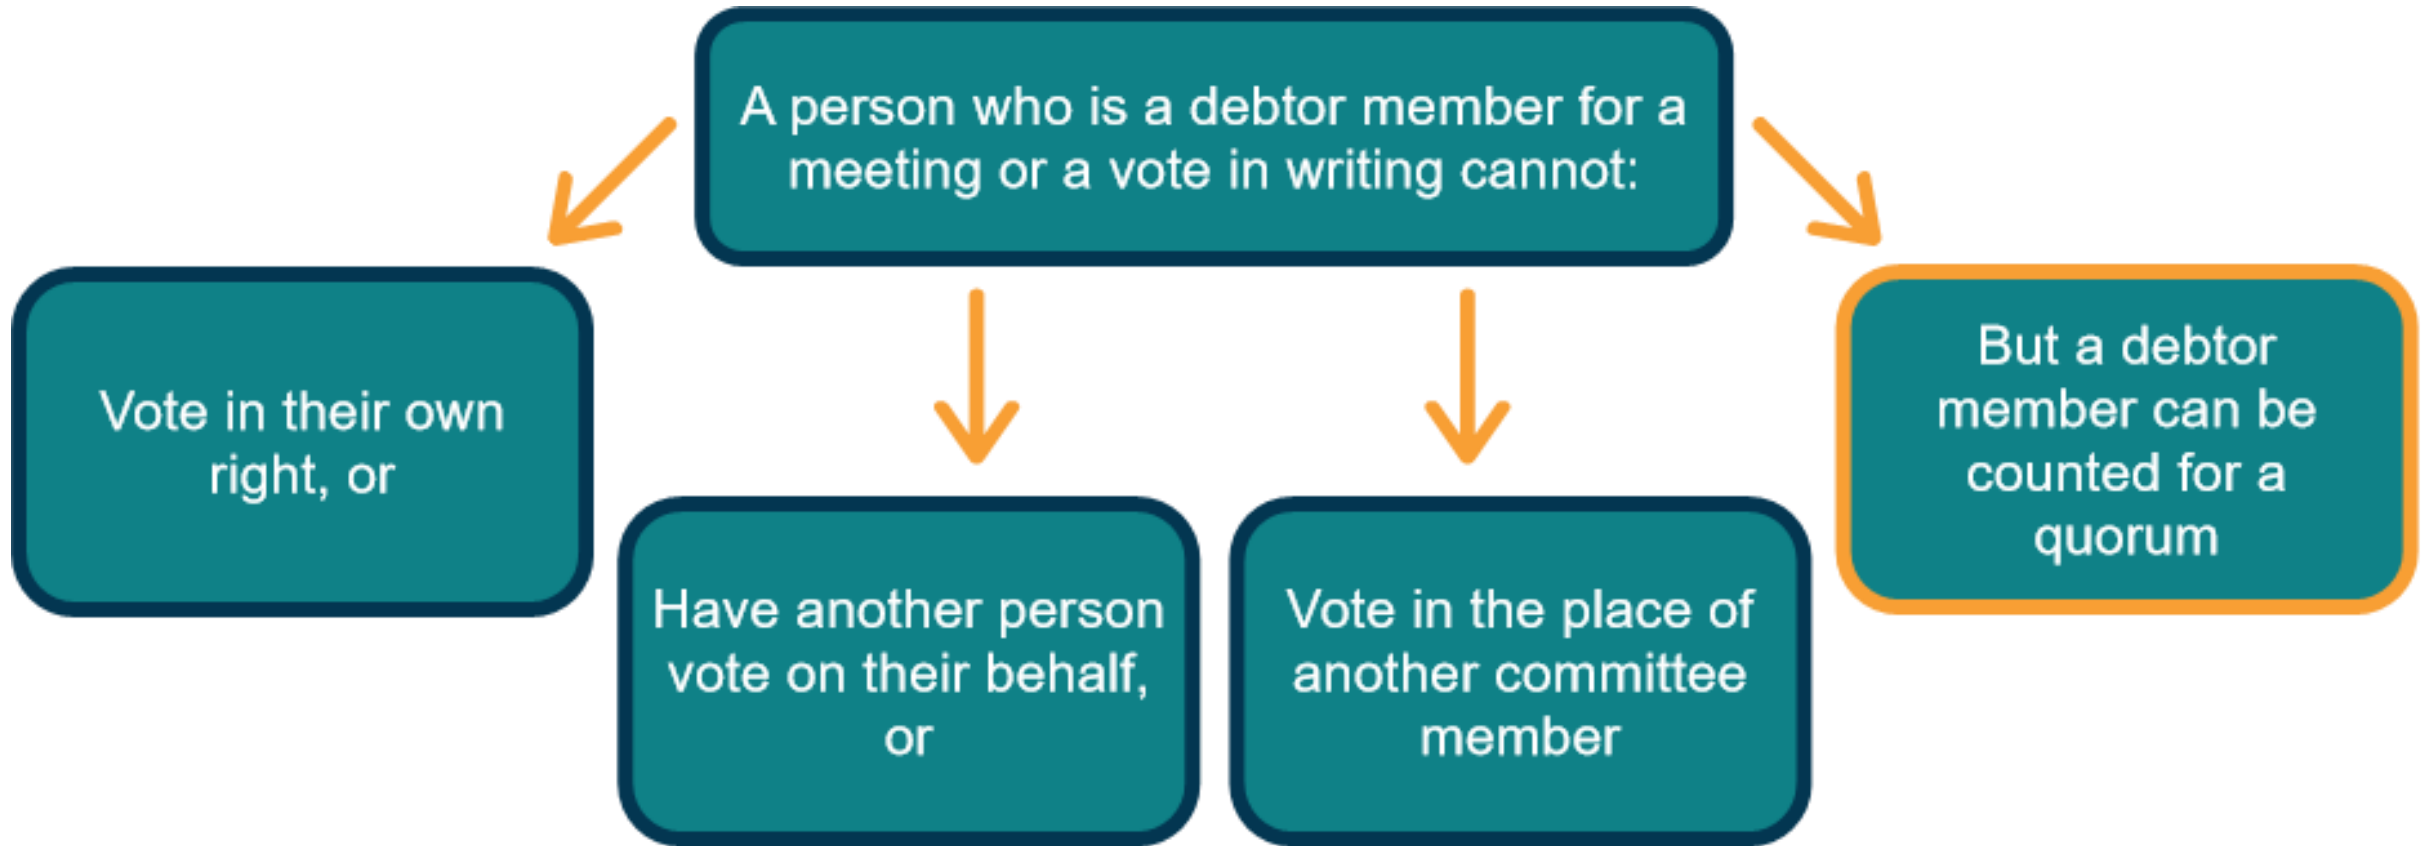 A person who is a debtor member for a
meeting or a vote in writing cannot:
Vote in their own
right, or
Have another person
vote on their behalf,
or
Vote in the place of
another committee
member
But a debtor
member can be
counted for a
quorum